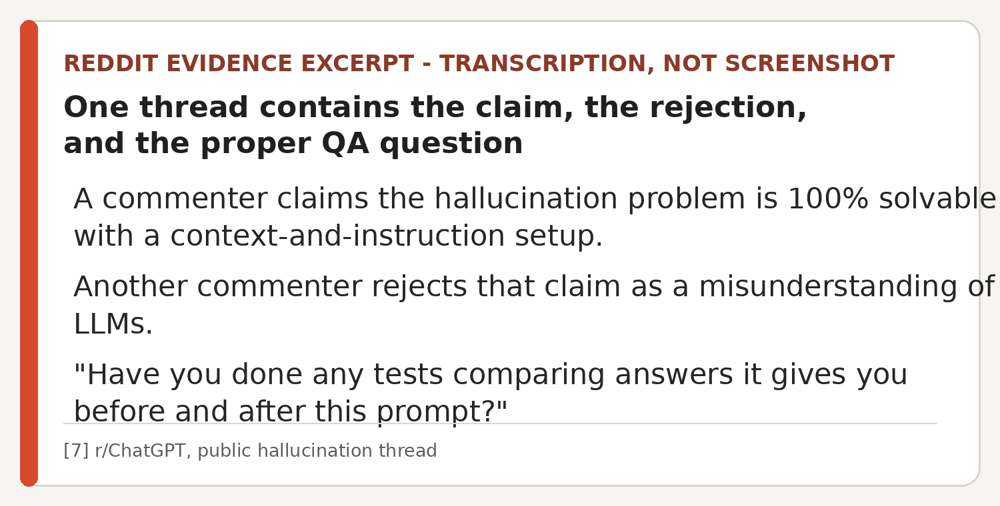 REDDIT EVIDENCE EXCERPT - TRANSCRIPTION, NOT SCREENSHOT
One thread contains the claim, the rejection,
and the proper QA question
A commenter claims the hallucination problem is 100% solvable
with a context-and-instruction setup.
Another commenter rejects that claim as a misunderstanding of
LLMs.
"Have you done any tests comparing answers it gives you
before and after this prompt?"
[7] r/ChatGPT, public hallucination thread